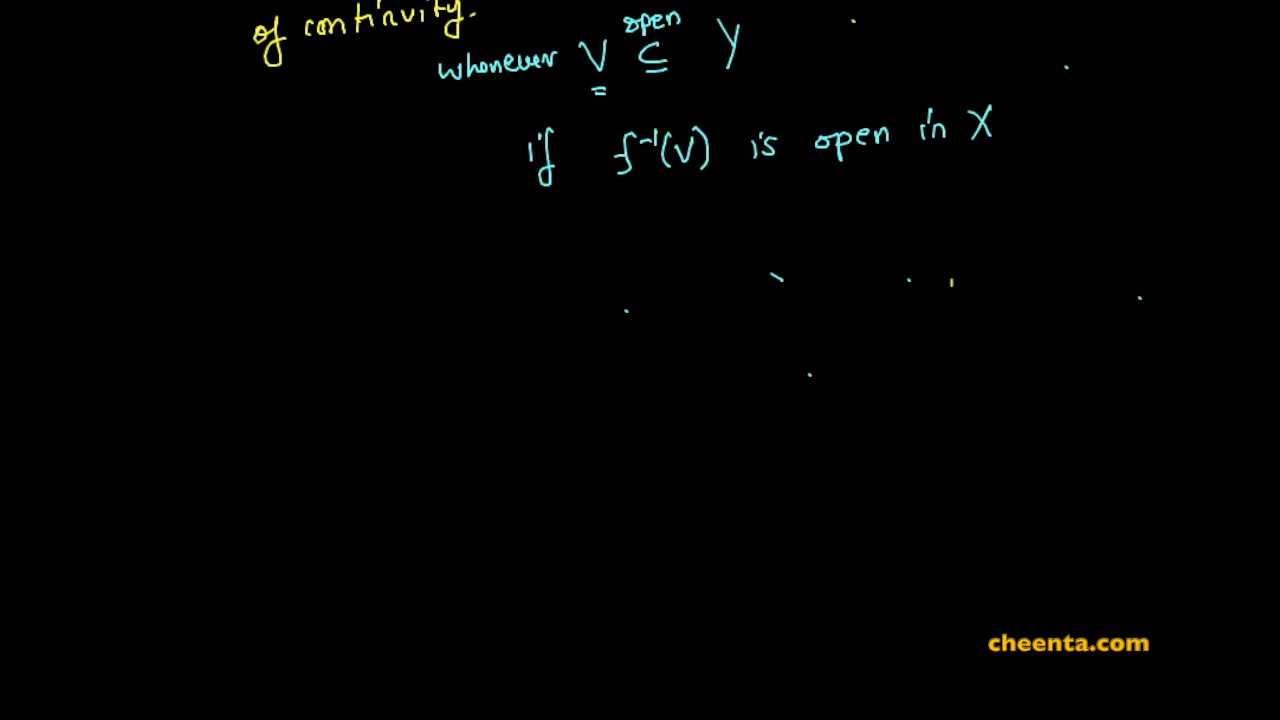 of continuity.
whenever V open ⊆ Y
if f⁻¹(V) is open in X
cheenta.com